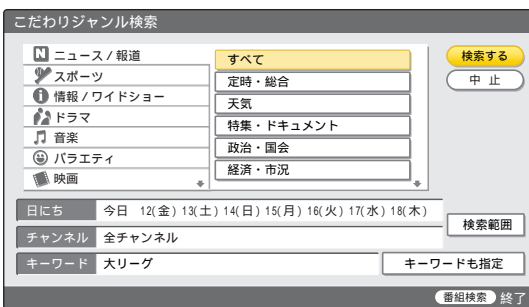 こだわりジャンル検索
N ニュース / 報道
スポーツ
情報 / ワイドショー
ドラマ
音楽
バラエティ
映画
すべて
定時・総合
天気
特集・ドキュメント
政治・国会
経済・市況
検索する
中 止
日にち 今日 12(金) 13(土) 14(日) 15(月) 16(火) 17(水) 18(木)
チャンネル 全チャンネル
検索範囲
キーワード 大リーグ キーワードも指定
番組検索 終了